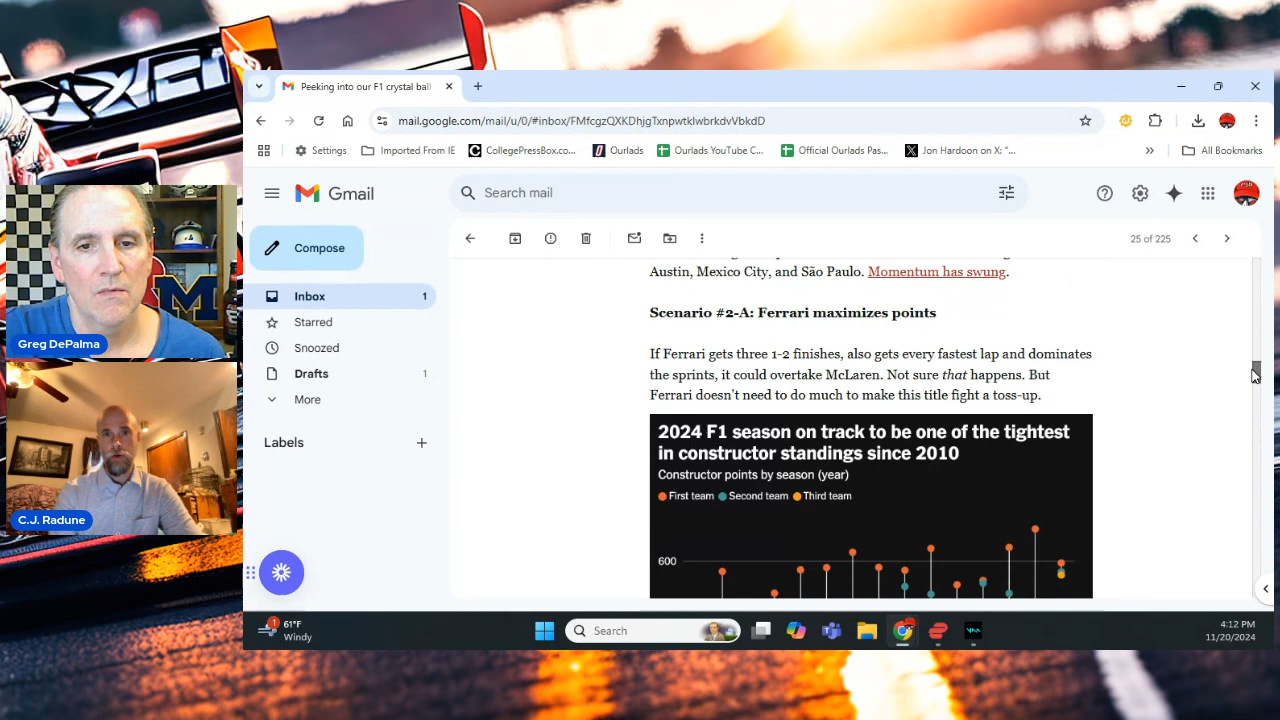 Peeking into our F1 crystal ball
mail.google.com/mail/u/0/#inbox/FMfcgzQXKDhjgTxnpwtklwbrkdvVbkdD
Settings
Imported From IE
CollegePressBox.co...
Ourlads
Ourlads YouTube C...
Official Ourlads Pas...
Jon Hardoon on X: "...
All Bookmarks
Gmail
Search mail
Compose
25 of 225
Inbox 1
Starred
Snoozed
Drafts 1
More
Labels
Austin, Mexico City, and São Paulo. Momentum has swung.
Scenario #2-A: Ferrari maximizes points
If Ferrari gets three 1-2 finishes, also gets every fastest lap and dominates
the sprints, it could overtake McLaren. Not sure that happens. But
Ferrari doesn't need to do much to make this title fight a toss-up.
2024 F1 season on track to be one of the tightest
in constructor standings since 2010
Constructor points by season (year)
First team Second team Third team
600
Greg DePalma
M
C.J. Radune
1
61°F
Windy
Search
4:12 PM
11/20/2024